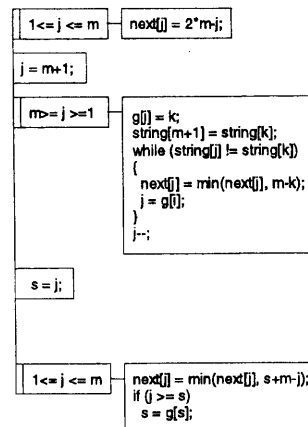 1<= j <= m
next[j] = 2*m-j;
j = m+1;
m>= j >=1
g[j] = k;
string[m+1] = string[k];
while (string[j] != string[k])
{
next[j] = min(next[j], m-k);
j = g[i];
}
j--;
s = j;
1<= j <= m
next[j] = min(next[j], s+m-j);
if (j >= s)
s = g[s];